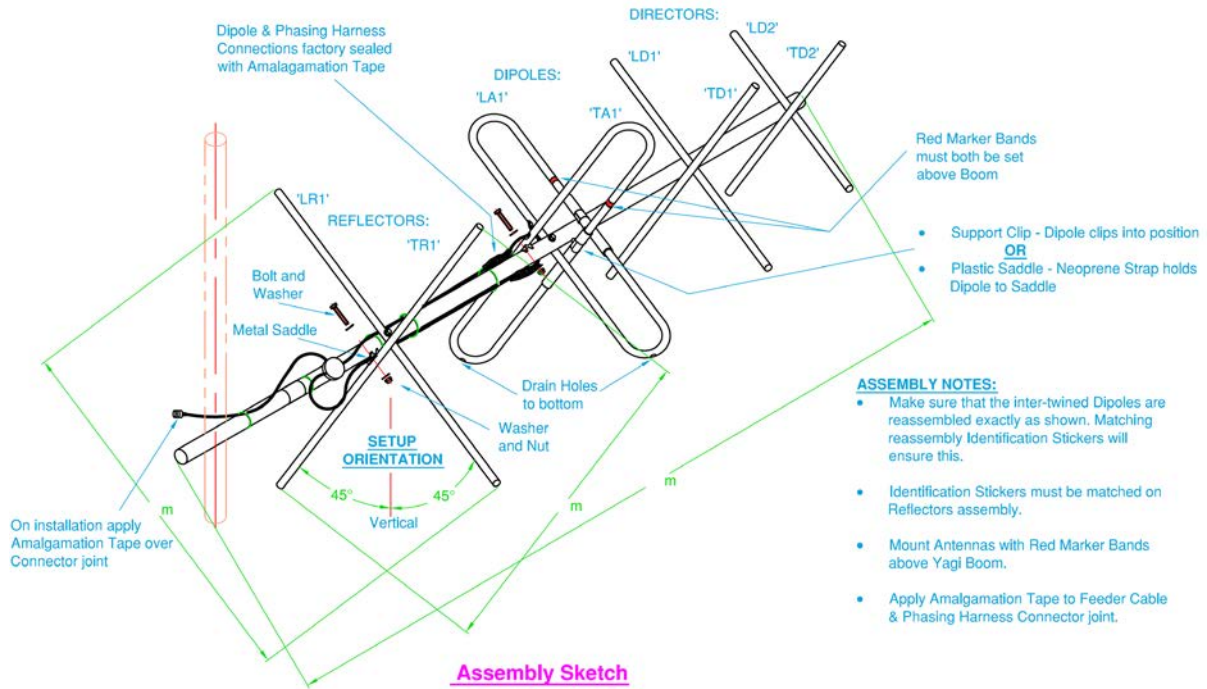 DIRECTORS:
'LD2'
'TD2'
'LD1'
'TD1'
Dipole & Phasing Harness
Connections factory sealed
with Amalagamation Tape
DIPOLES:
'LA1'
'TA1'
Red Marker Bands
must both be set
above Boom
'LR1'
REFLECTORS:
'TR1'
• Support Clip - Dipole clips into position
OR
• Plastic Saddle - Neoprene Strap holds
Dipole to Saddle
Bolt and
Washer
Metal Saddle
Drain Holes
to bottom
Washer
and Nut
SETUP
ORIENTATION
45°
45°
Vertical
m
m
m
On installation apply
Amalgamation Tape over
Connector joint
ASSEMBLY NOTES:
• Make sure that the inter-twined Dipoles are
reassembled exactly as shown. Matching
reassembly Identification Stickers will
ensure this.
• Identification Stickers must be matched on
Reflectors assembly.
• Mount Antennas with Red Marker Bands
above Yagi Boom.
• Apply Amalgamation Tape to Feeder Cable
& Phasing Harness Connector joint.
Assembly Sketch